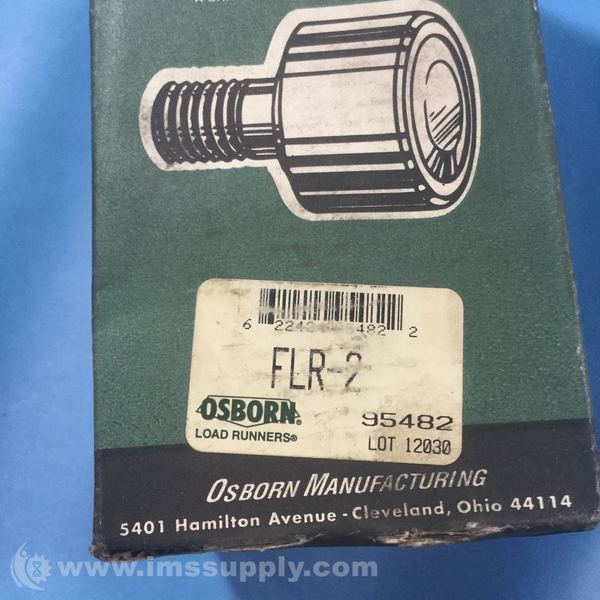 FLR-2
OSBORN®
LOAD RUNNERS®
95482
LOT 12030
OSBORN MANUFACTURING
5401 Hamilton Avenue - Cleveland, Ohio 44114
www.imssupply.com